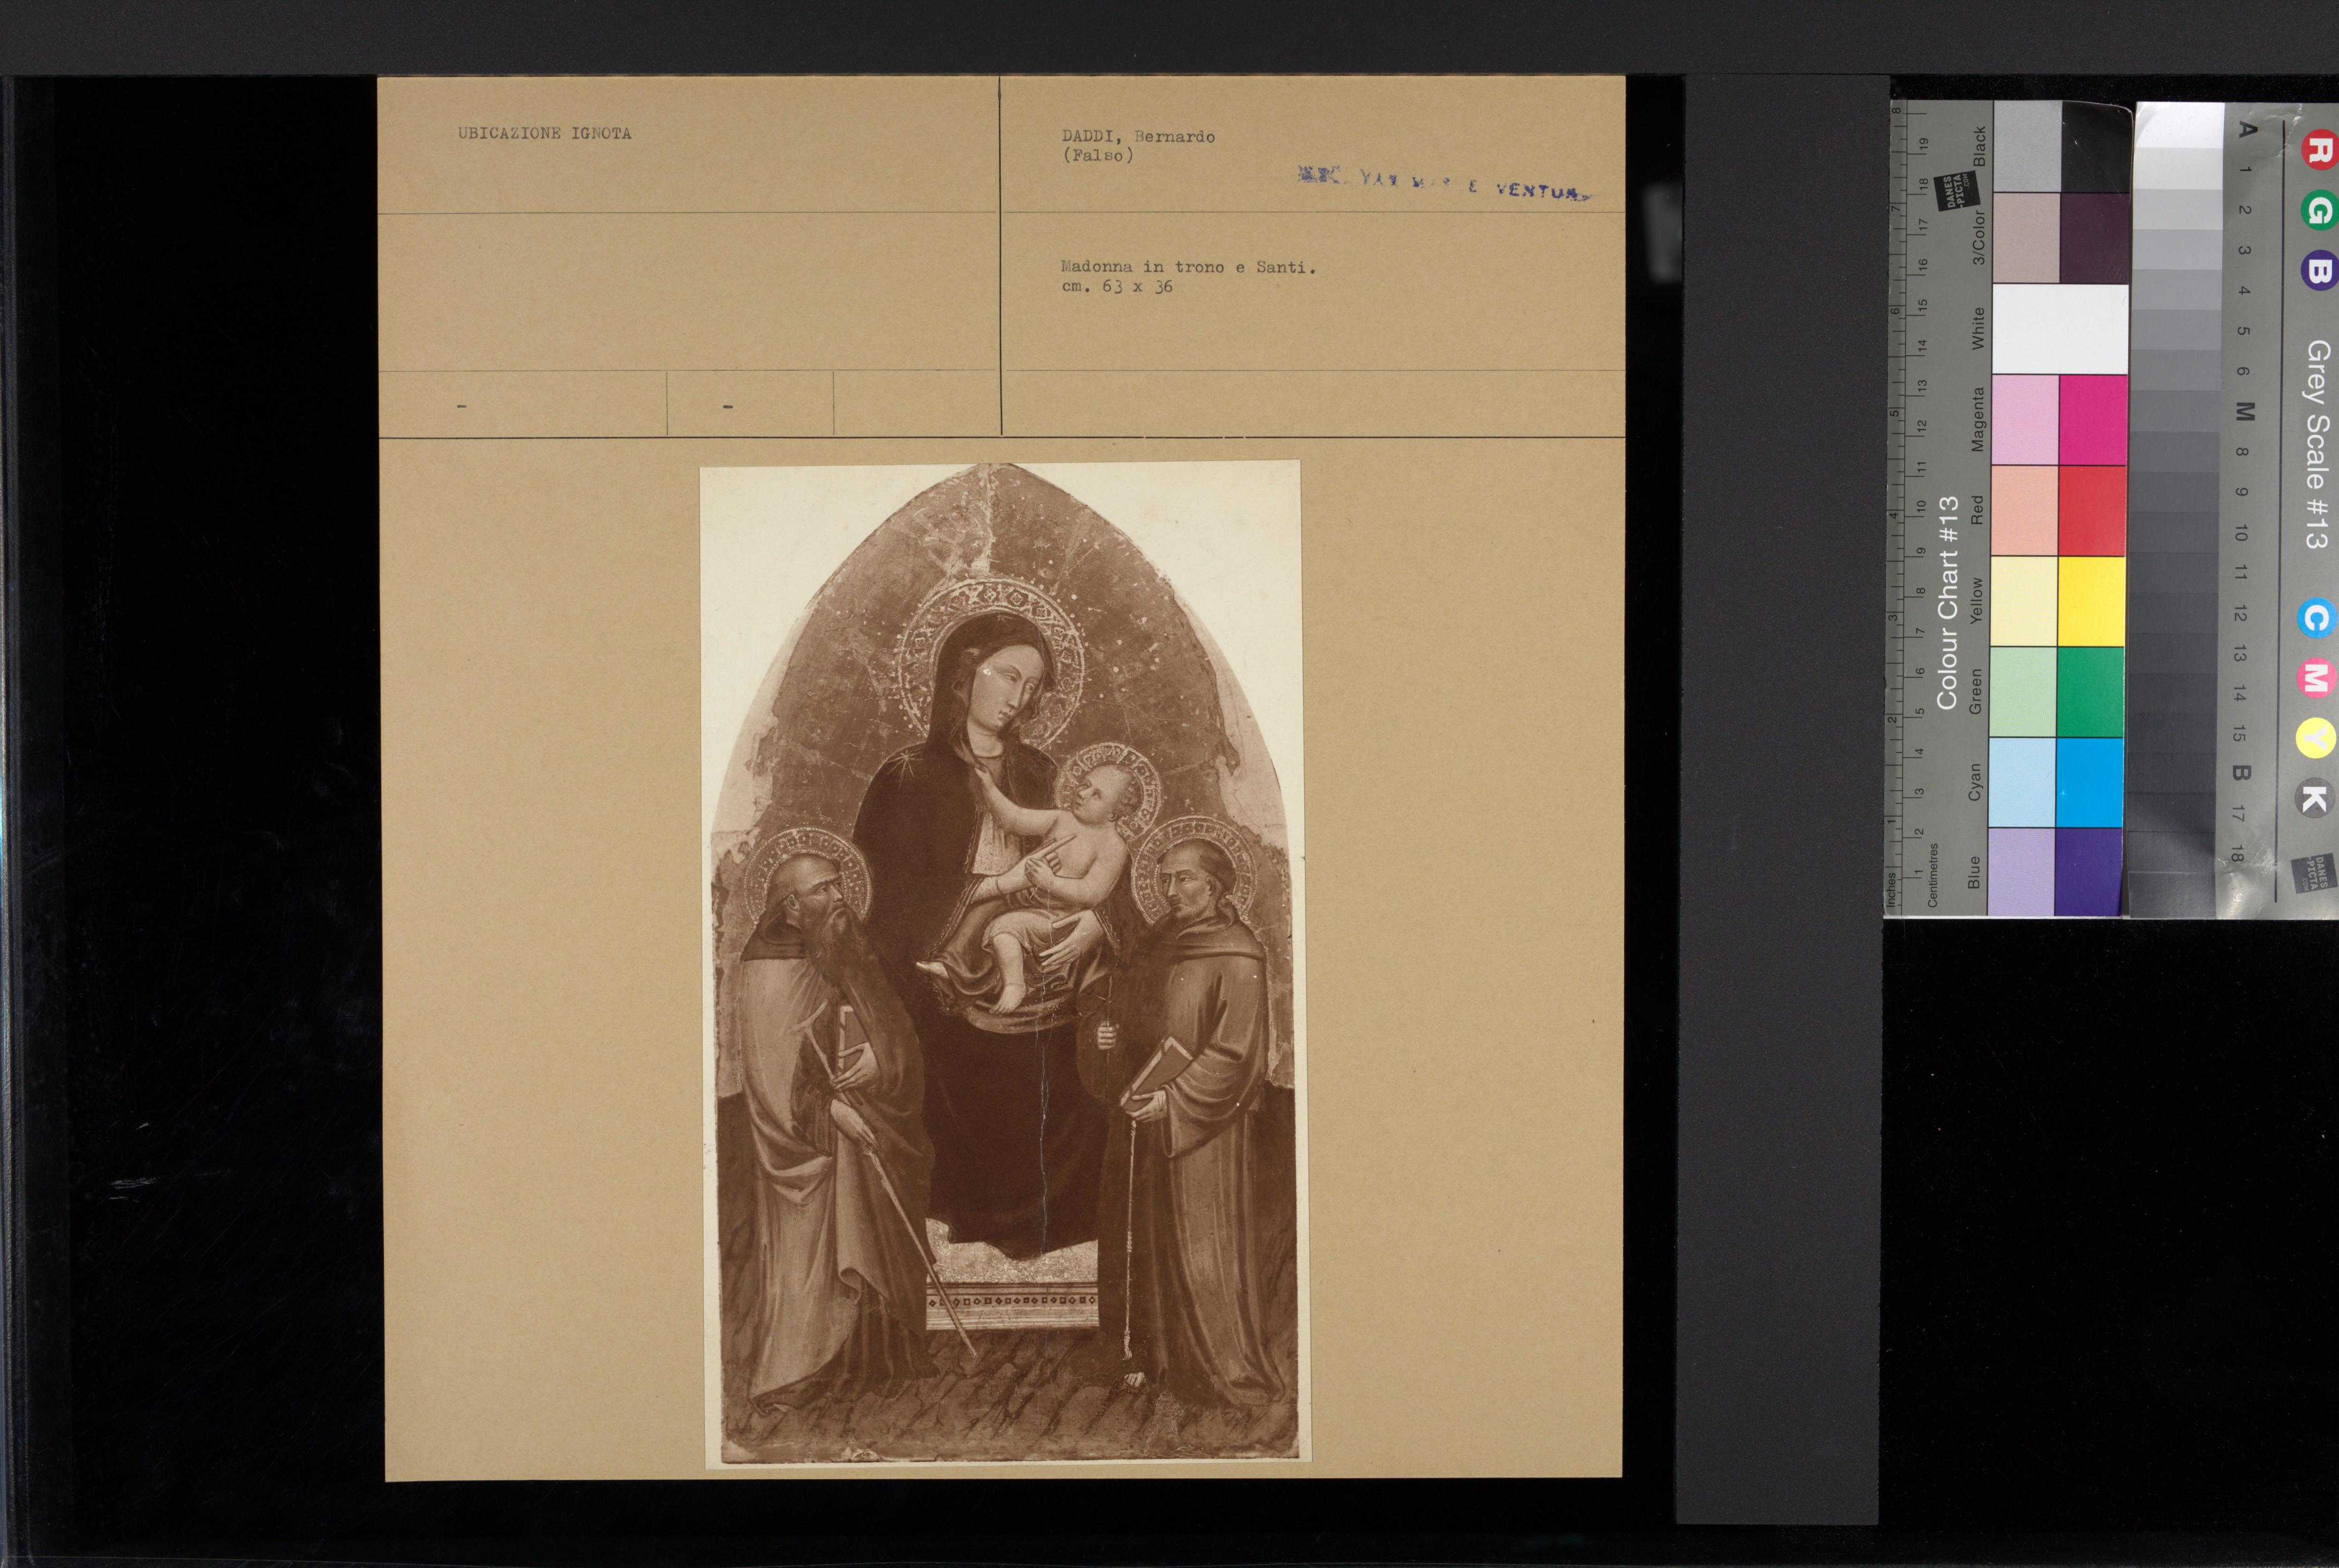 UBICAZIONE IGNOTA
DADDI, Bernardo
(Falso)
E VENTUR
Madonna in trono e Santi.
cm. 63 x 36
-
-
8
7
6
5
4
3
2
1
Inches
19
18
17
16
15
14
13
12
11
10
9
8
7
6
5
4
3
2
1
Centimetres
DANES
-PICTA
.COM
Colour Chart #13
Black
3/Color
White
Magenta
Red
Yellow
Green
Cyan
Blue
A
1
2
3
4
5
6
M
8
9
10
11
12
13
14
15
B
17
18
R
G
B
Grey Scale #13
C
M
Y
K
DANES
-PICTA
.COM